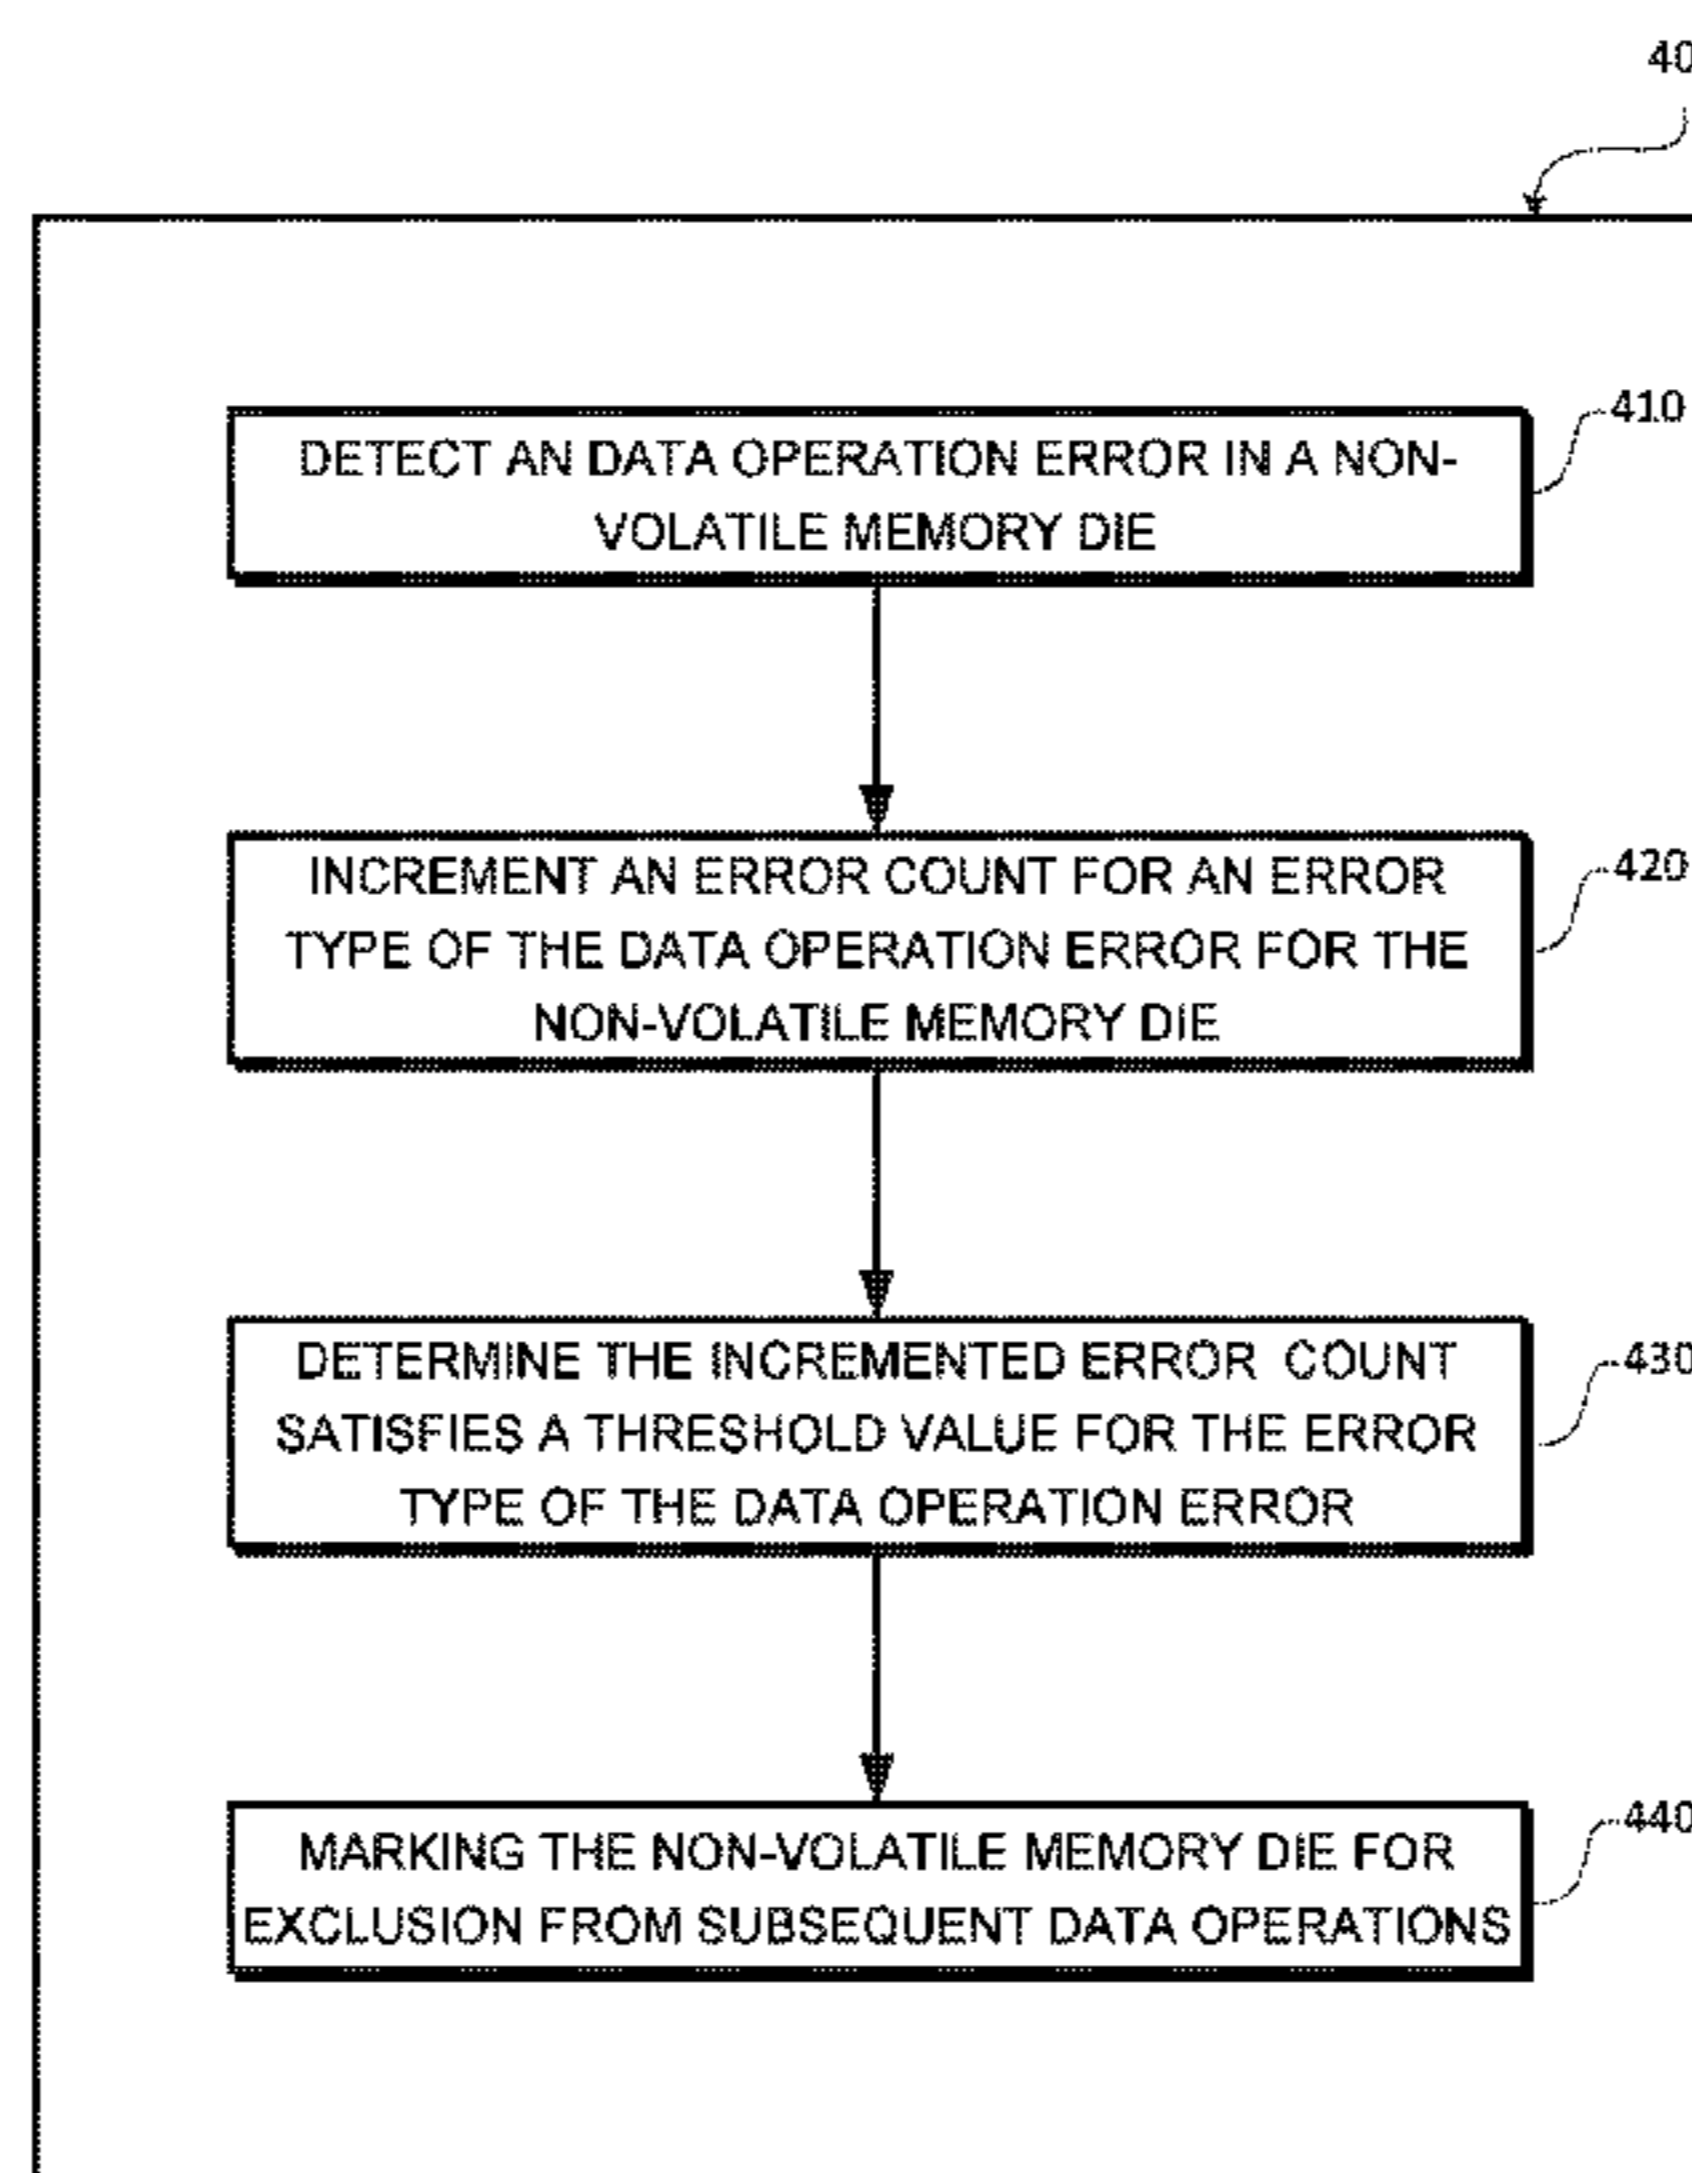 40
410
DETECT AN DATA OPERATION ERROR IN A NON-
VOLATILE MEMORY DIE
420
INCREMENT AN ERROR COUNT FOR AN ERROR
TYPE OF THE DATA OPERATION ERROR FOR THE
NON-VOLATILE MEMORY DIE
430
DETERMINE THE INCREMENTED ERROR COUNT
SATISFIES A THRESHOLD VALUE FOR THE ERROR
TYPE OF THE DATA OPERATION ERROR
440
MARKING THE NON-VOLATILE MEMORY DIE FOR
EXCLUSION FROM SUBSEQUENT DATA OPERATIONS